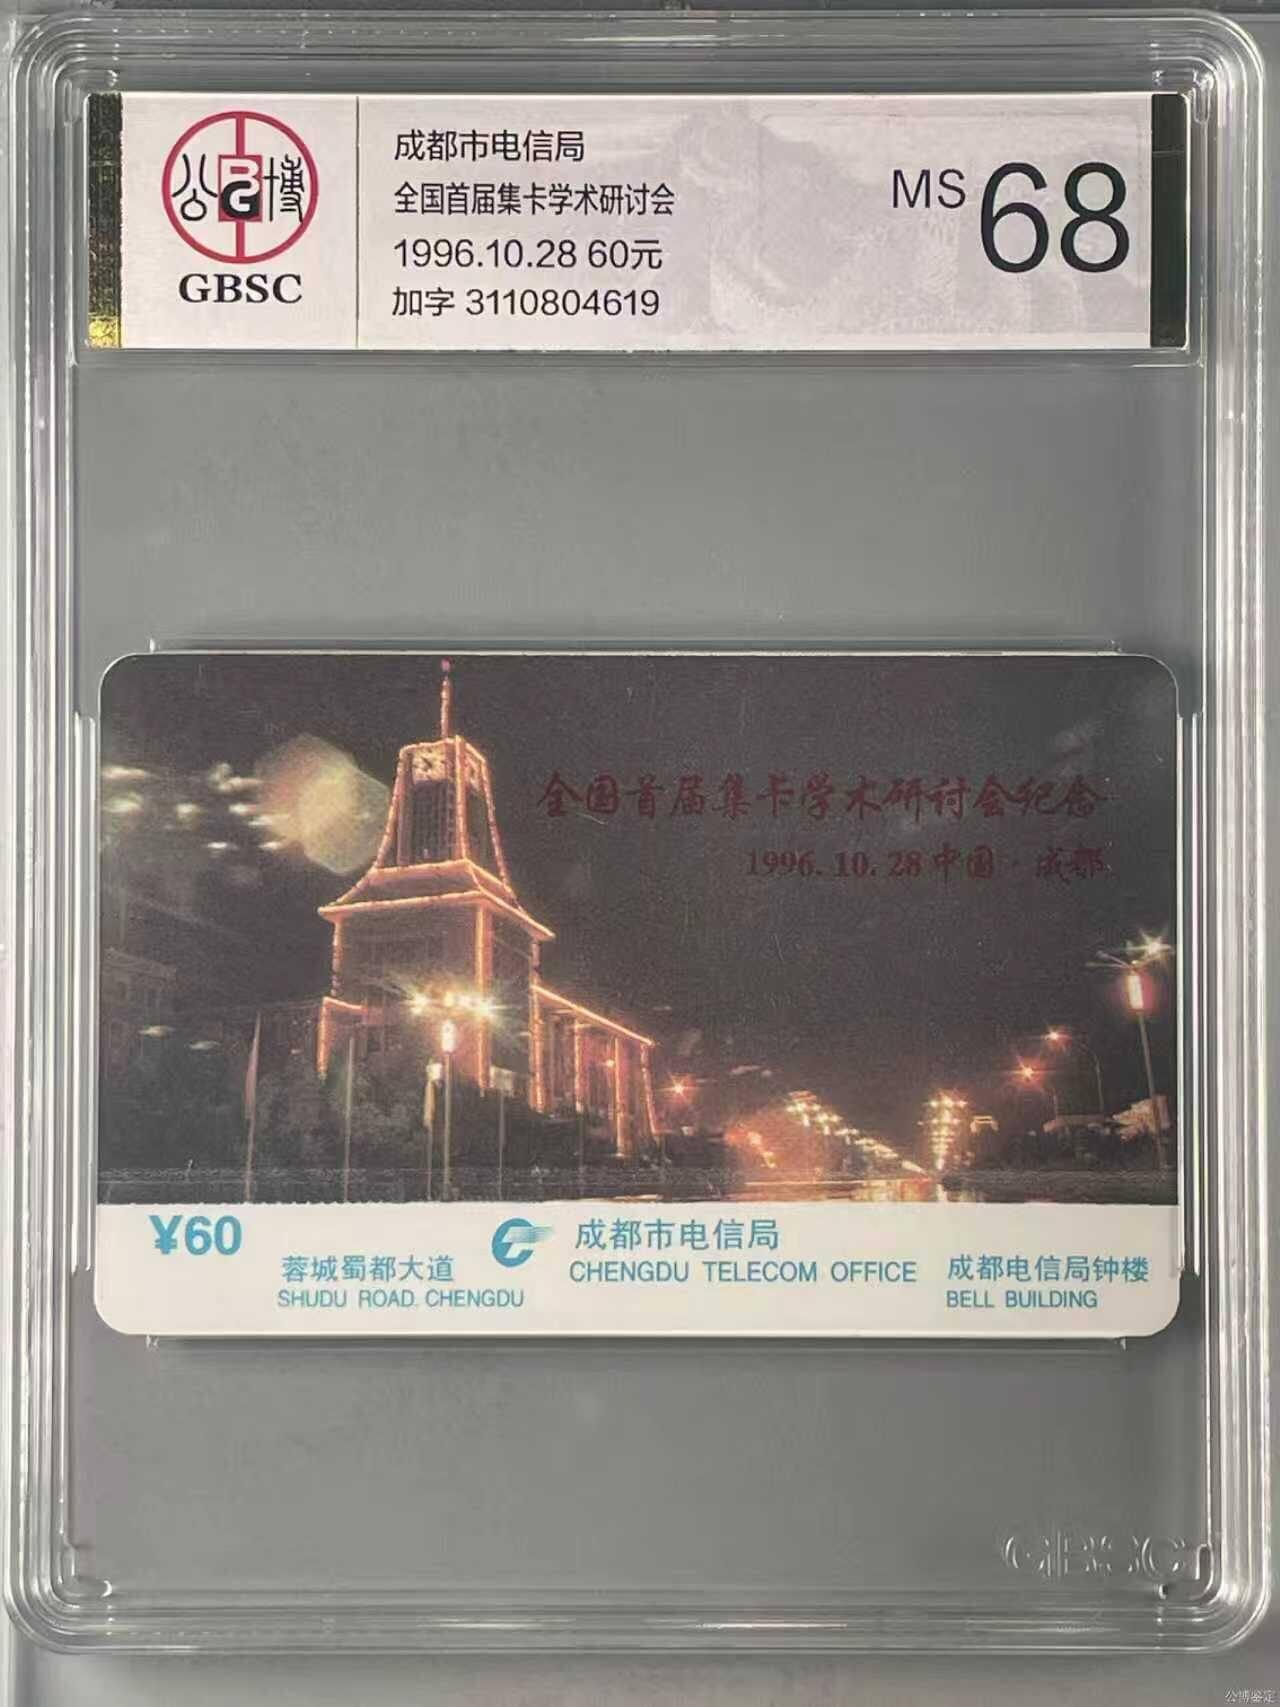 公博
BG
GBSC
成都市电信局
全国首届集卡学术研讨会
1996.10.28 60元
加字 3110804619
MS 68
全国首届集卡学术研讨会纪念
1996.10.28 中国·成都
¥60
蓉城蜀都大道
SHUDU ROAD. CHENGDU
成都市电信局
CHENGDU TELECOM OFFICE
成都电信局钟楼
BELL BUILDING
GBSC
公博鉴定